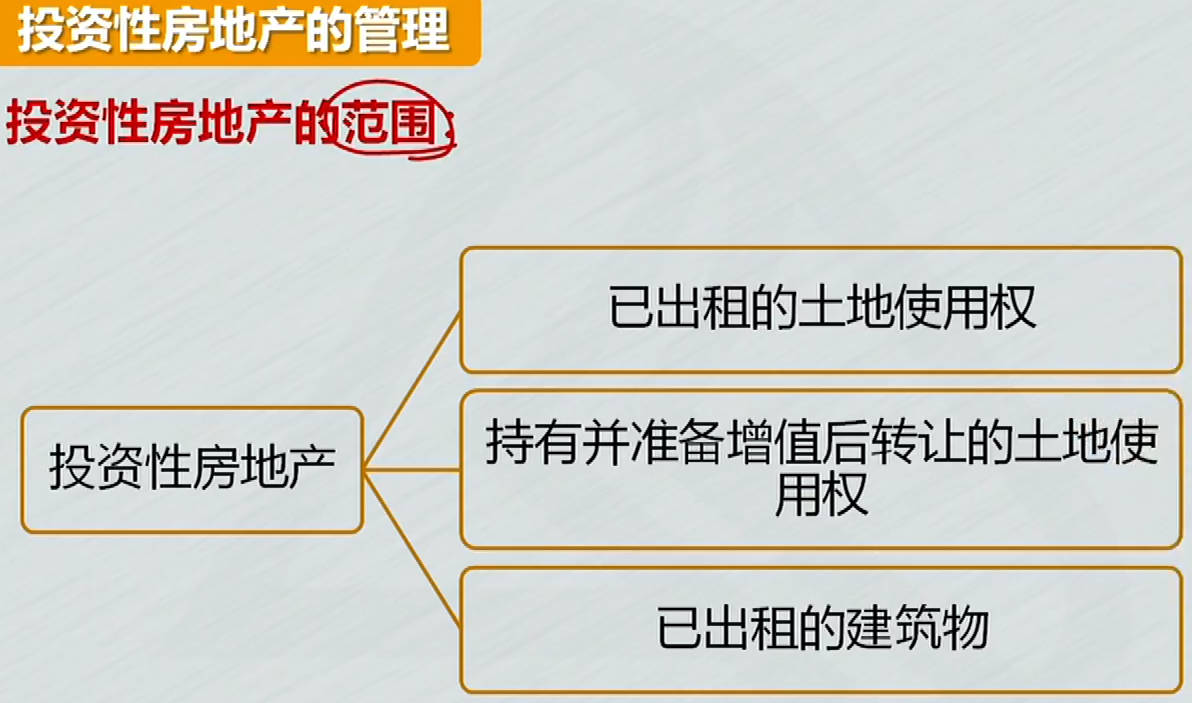 投资性房地产的管理
投资性房地产的范围：
已出租的土地使用权
投资性房地产
持有并准备增值后转让的土地使
用权
已出租的建筑物